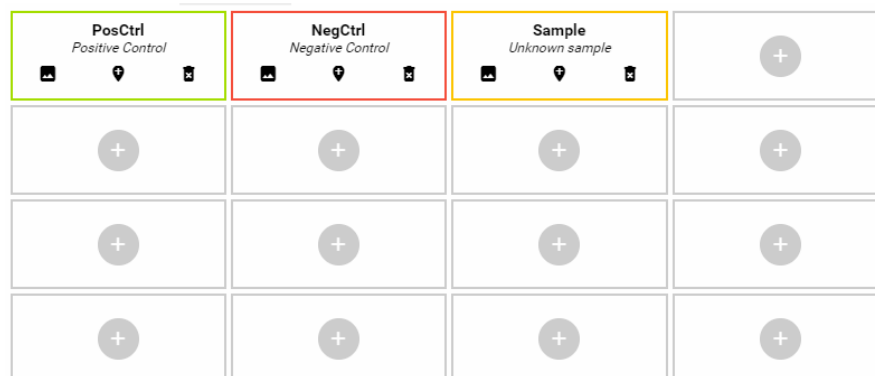 PosCtrl
Positive Control
NegCtrl
Negative Control
Sample
Unknown sample